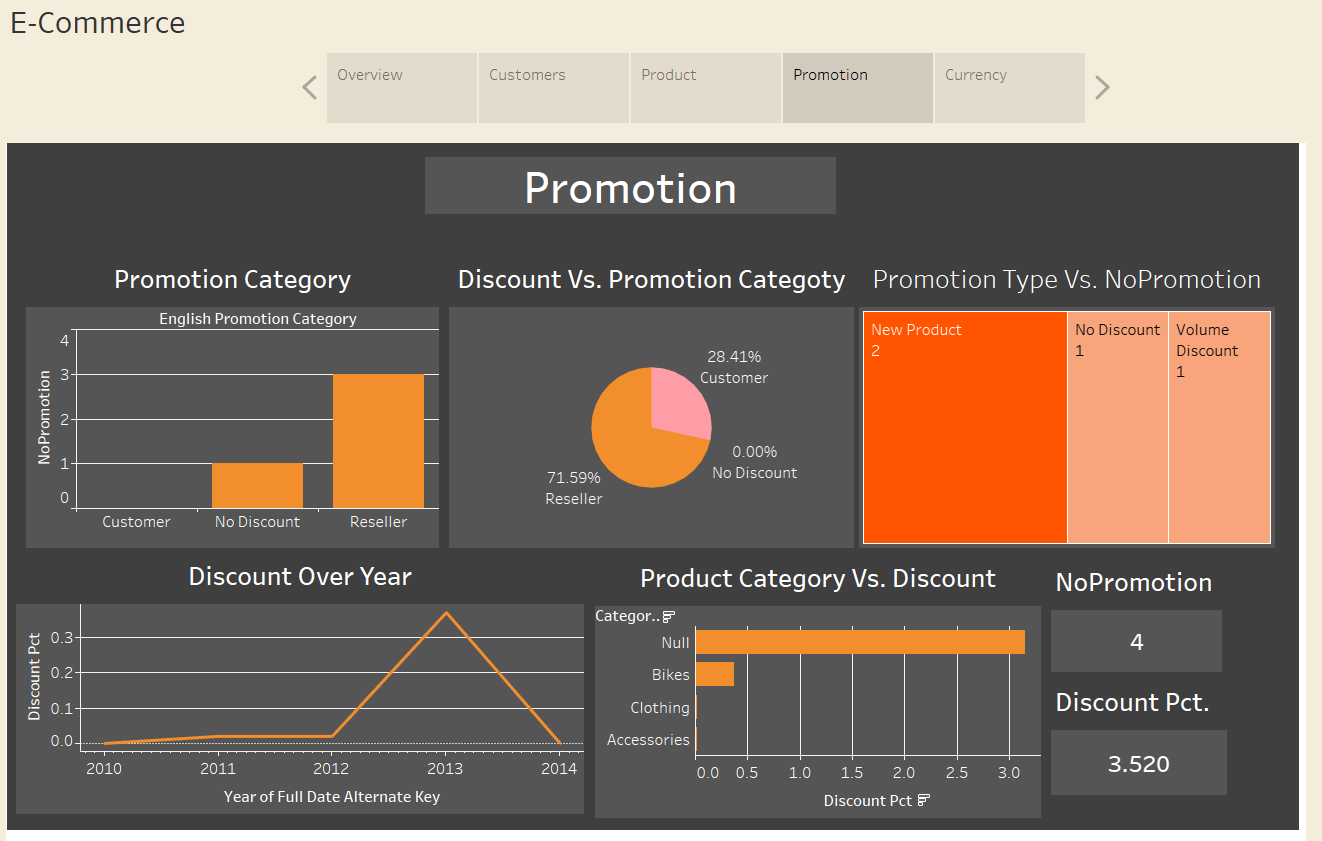 E-Commerce
Overview
Customers
Product
Promotion
Currency
Promotion
Promotion Category
English Promotion Category
NoPromotion
4
3
2
1
0
Customer
No Discount
Reseller
Discount Vs. Promotion Categoty
28.41%
Customer
0.00%
No Discount
71.59%
Reseller
Promotion Type Vs. NoPromotion
New Product
2
No Discount
1
Volume
Discount
1
Discount Over Year
Discount Pct
0.3
0.2
0.1
0.0
2010
2011
2012
2013
2014
Year of Full Date Alternate Key
Product Category Vs. Discount
Categor..
Null
Bikes
Clothing
Accessories
0.0
0.5
1.0
1.5
2.0
2.5
3.0
Discount Pct
NoPromotion
4
Discount Pct.
3.520